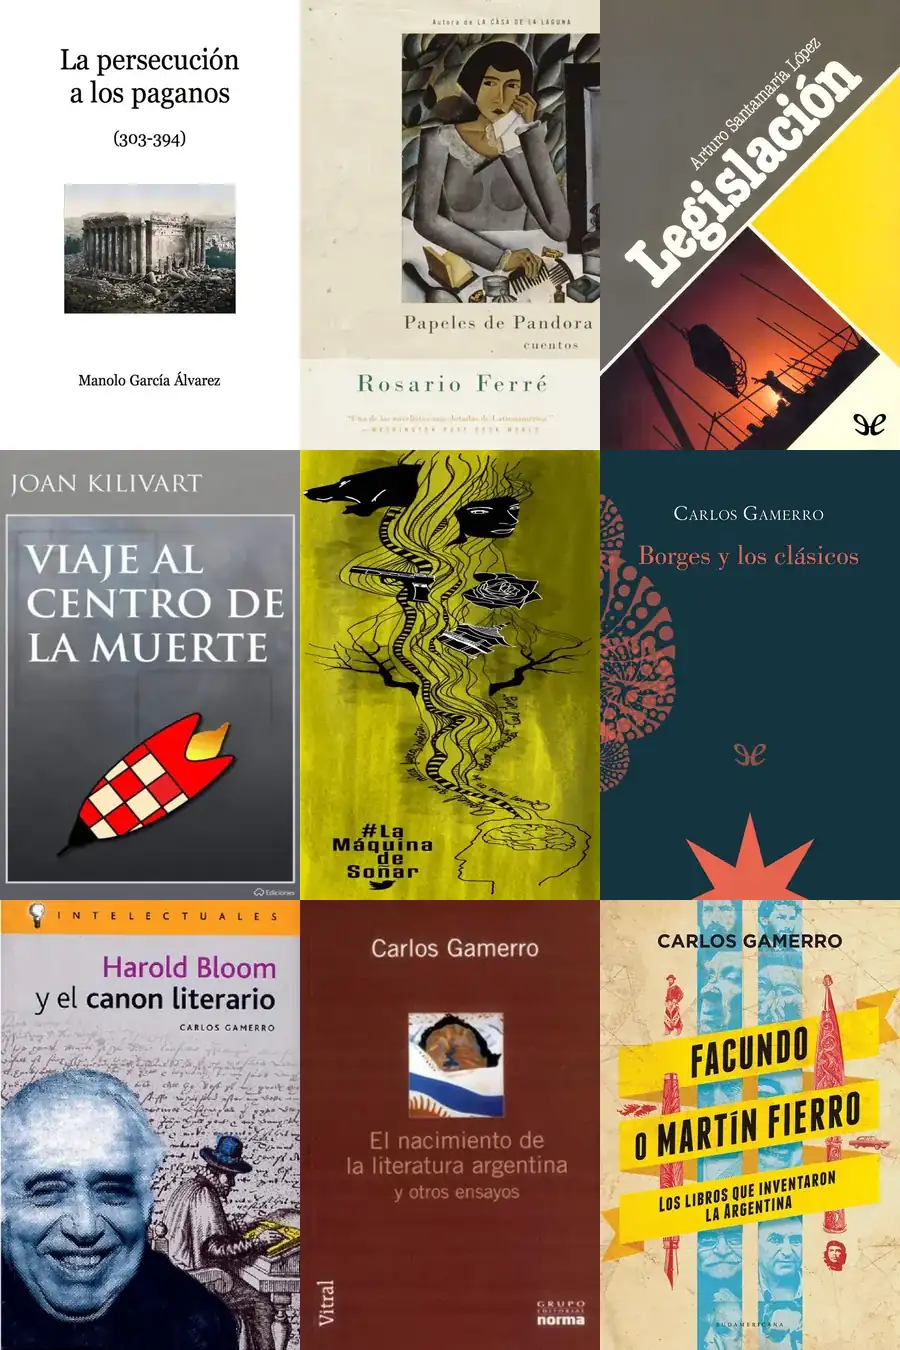 La persecución
a los paganos
(303-394)
Manolo García Álvarez
Autora de LA CASA DE LA LAGUNA
Papeles de Pandora
cuentos
Rosario Ferré
Arturo Santamaría López
Legislación
JOAN KILIVART
VIAJE AL
CENTRO DE
LA MUERTE
Ediciones
#La
Máquina
de
Soñar
CARLOS GAMERRO
Borges y los clásicos
INTELECTUALES
Harold Bloom
y el canon literario
CARLOS GAMERRO
Carlos Gamerro
El nacimiento de
la literatura argentina
y otros ensayos
Vitral
GRUPO
EDITORIAL
norma
CARLOS GAMERRO
FACUNDO
O MARTÍN FIERRO
LOS LIBROS QUE INVENTARON
LA ARGENTINA
SUDAMERICANA